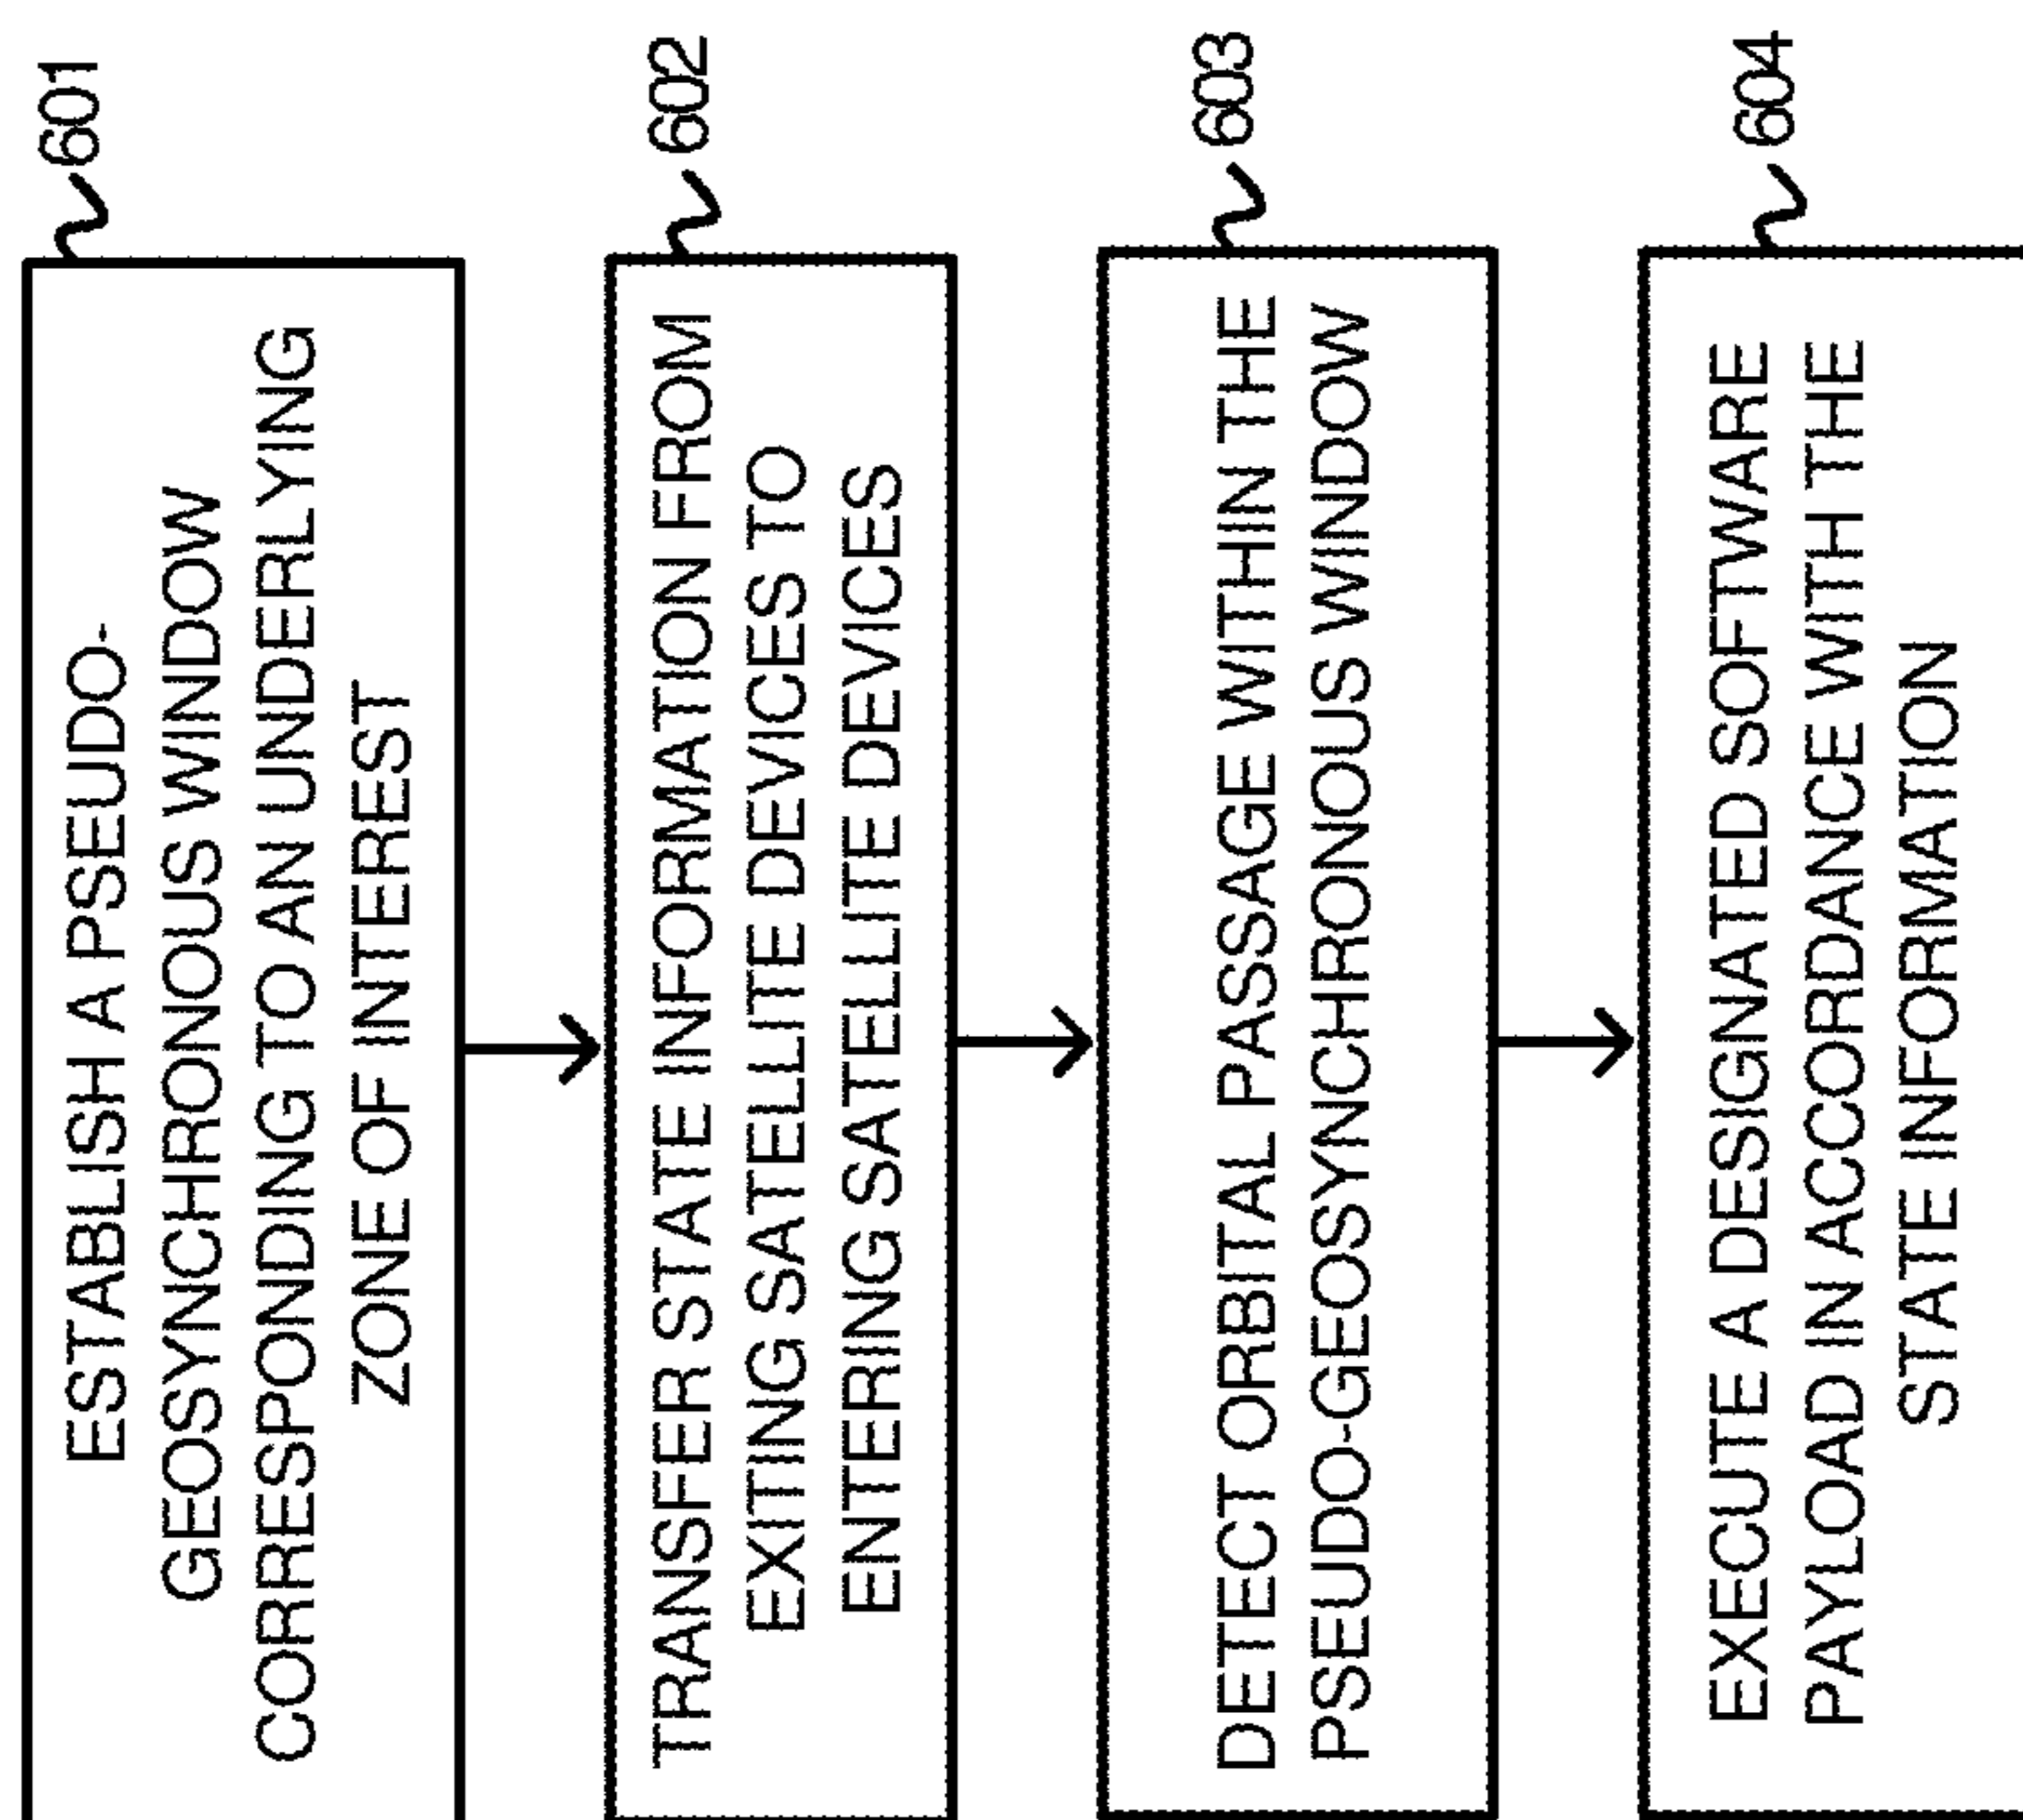 601
ESTABLISH A PSEUDO-
GEOSYNCHRONOUS WINDOW
CORRESPONDING TO AN UNDERLYING
ZONE OF INTEREST
602
TRANSFER STATE INFORMATION FROM
EXITING SATELLITE DEVICES TO
ENTERING SATELLITE DEVICES
603
DETECT ORBITAL PASSAGE WITHIN THE
PSEUDO-GEOSYNCHRONOUS WINDOW
604
EXECUTE A DESIGNATED SOFTWARE
PAYLOAD IN ACCORDANCE WITH THE
STATE INFORMATION